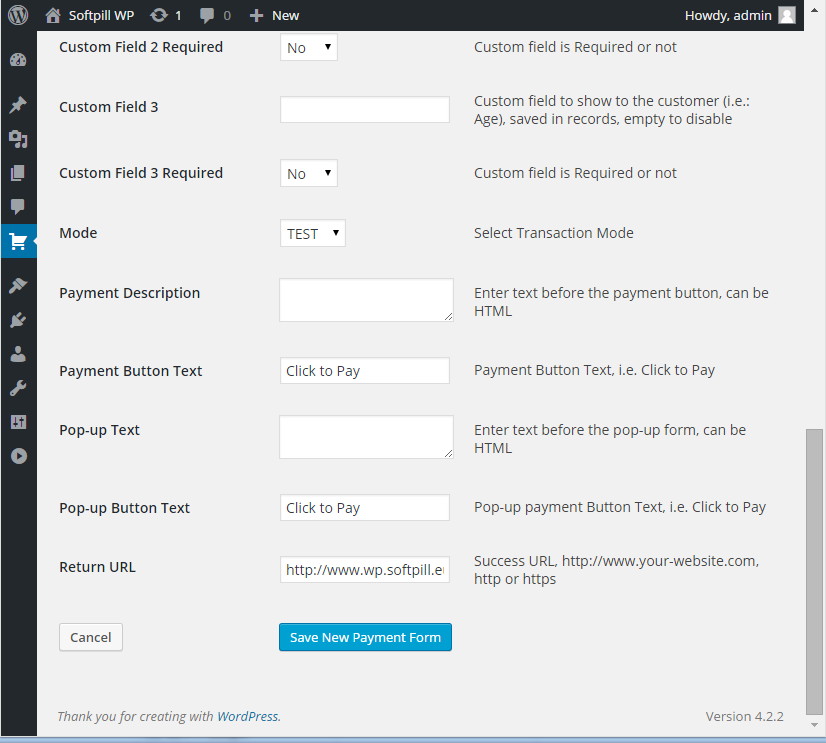 Softpill WP 1 0 New Howdy, admin
Custom Field 2 Required No Custom field is Required or not
Custom Field 3 Custom field to show to the customer (i.e.:
Age), saved in records, empty to disable
Custom Field 3 Required No Custom field is Required or not
Mode TEST Select Transaction Mode
Payment Description Enter text before the payment button, can be
HTML
Payment Button Text Click to Pay Payment Button Text, i.e. Click to Pay
Pop-up Text Enter text before the pop-up form, can be
HTML
Pop-up Button Text Click to Pay Pop-up payment Button Text, i.e. Click to Pay
Return URL http://www.wp.softpill.e Success URL, http://www.your-website.com,
http or https
Cancel Save New Payment Form
Thank you for creating with WordPress. Version 4.2.2